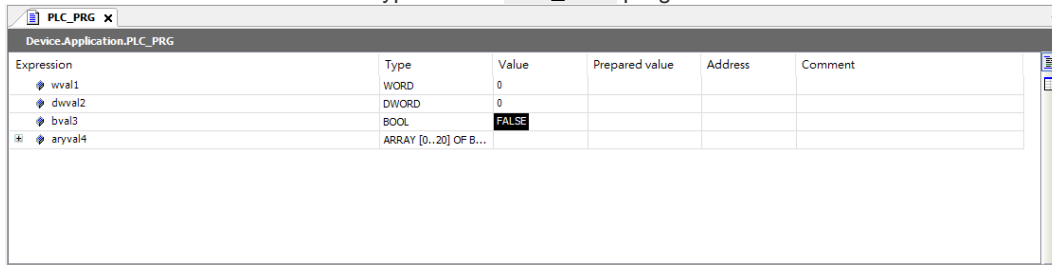 PLC_PRG X
Device.Application.PLC_PRG
Expression Type Value Prepared value Address Comment
wval1 WORD 0
dwval2 DWORD 0
bval3 BOOL FALSE
aryval4 ARRAY [0..20] OF B...